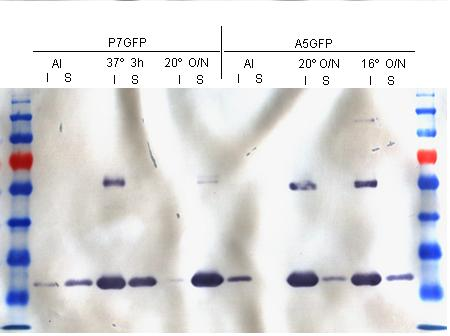 P7GFP A5GFP
AI 37° 3h 20° O/N AI 20° O/N 16° O/N
I S I S I S I S I S I S